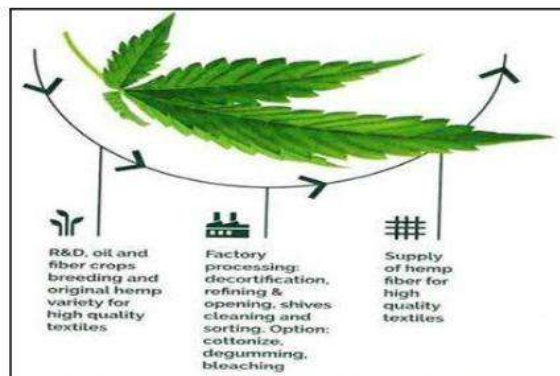 R&D, oil and
fiber crops
breeding and
original hemp
variety for
high quality
textiles
Factory
processing:
decortification,
refining &
opening, shives
cleaning and
sorting. Option:
cottonize,
degumming,
bleaching
Supply
of hemp
fiber for
high
quality
textiles